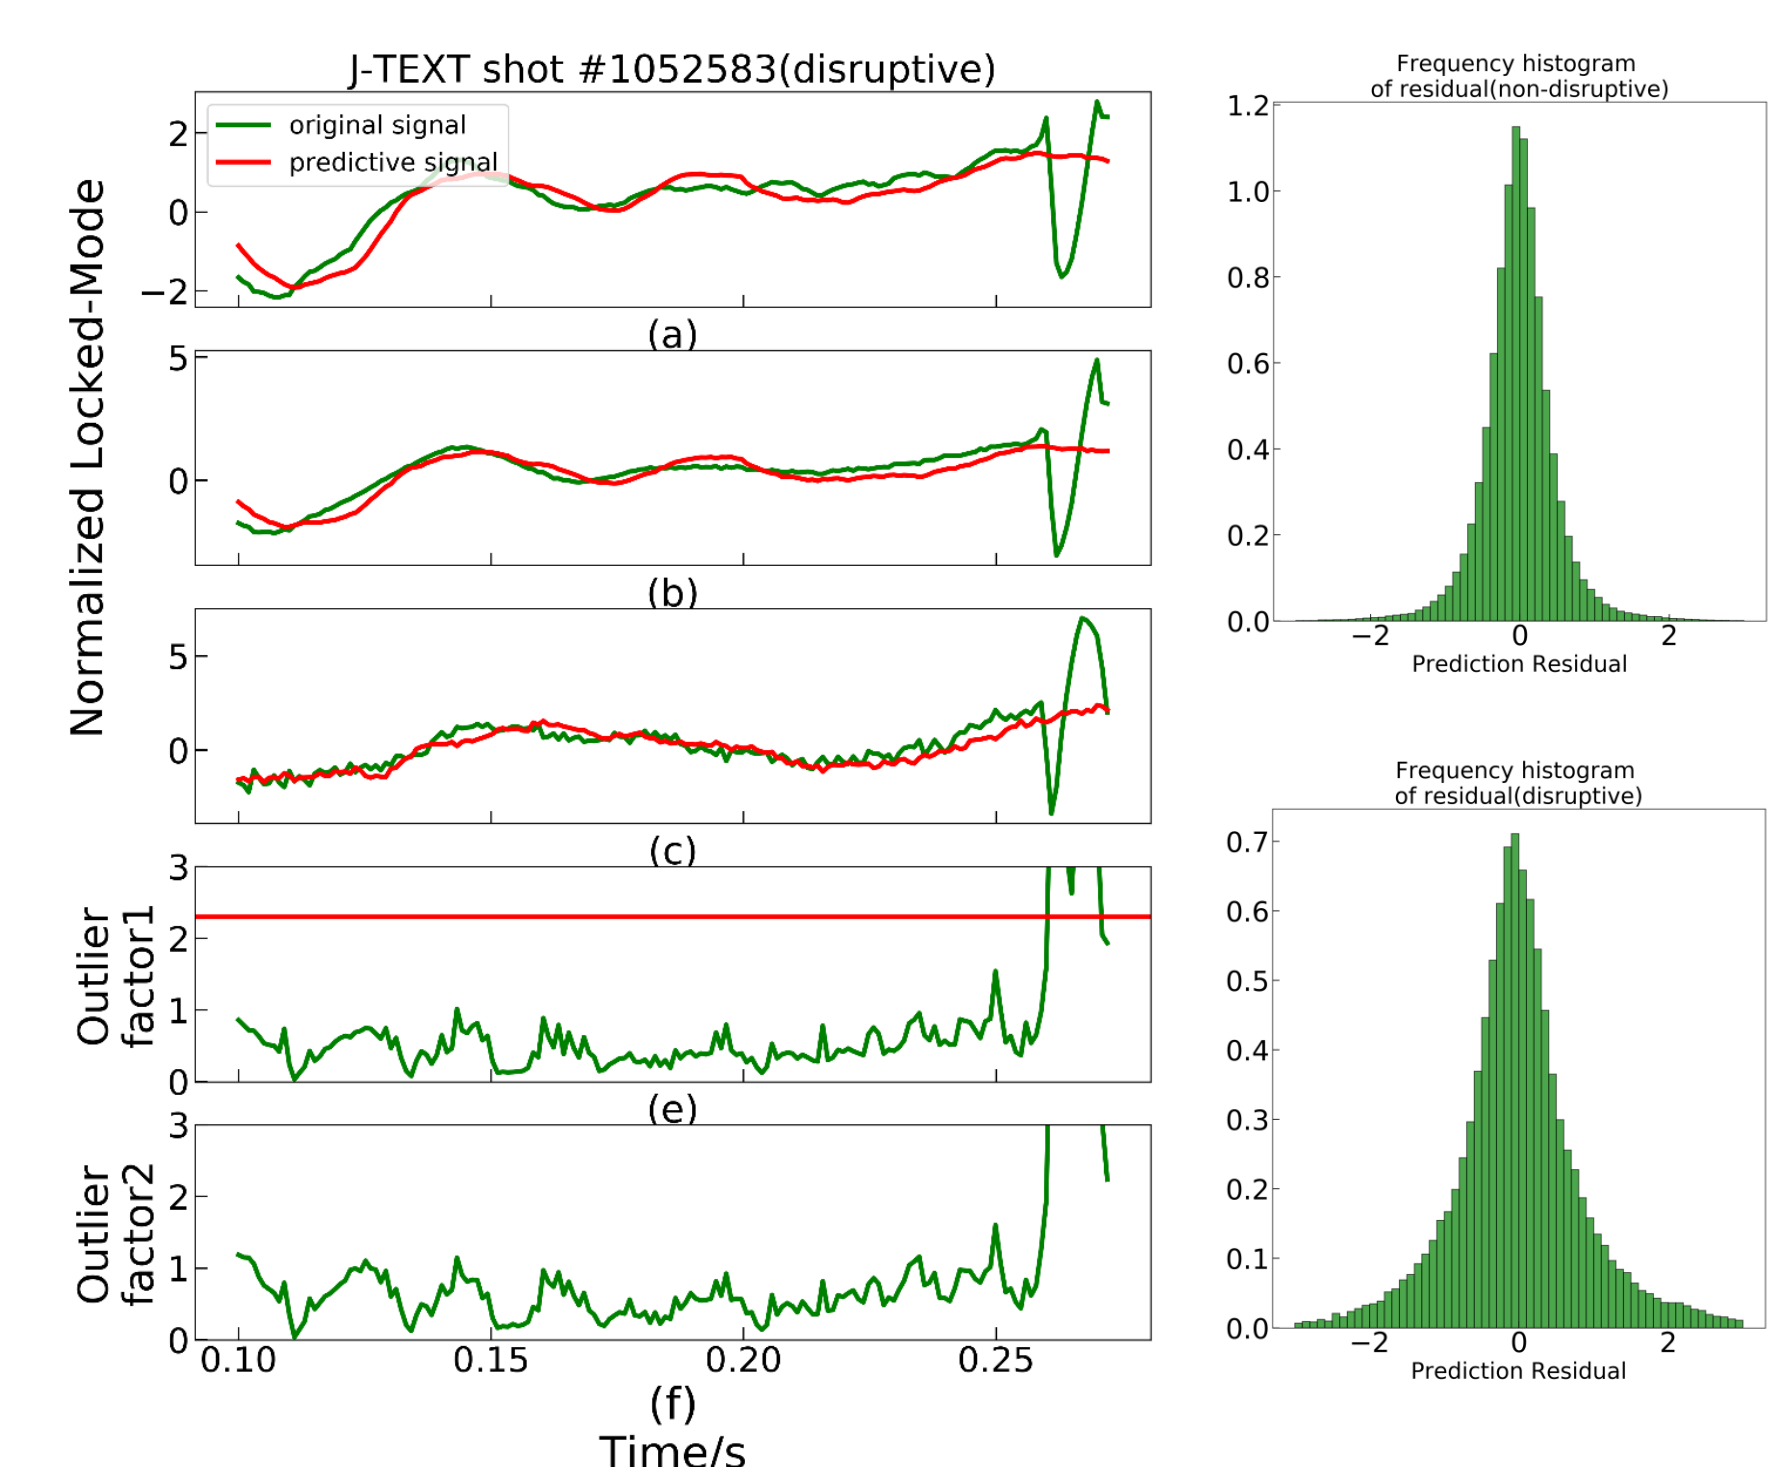 J-TEXT shot #1052583(disruptive)
original signal
predictive signal
2
0
−2
(a)
5
0
(b)
5
0
(c)
Normalized Locked-Mode
3
2
1
0
Outlier
factor1
(e)
3
2
1
0
Outlier
factor2
0.10 0.15 0.20 0.25
(f)
Time/s
Frequency histogram
of residual(non-disruptive)
1.2
1.0
0.8
0.6
0.4
0.2
0.0
−2 0 2
Prediction Residual
Frequency histogram
of residual(disruptive)
0.7
0.6
0.5
0.4
0.3
0.2
0.1
0.0
−2 0 2
Prediction Residual